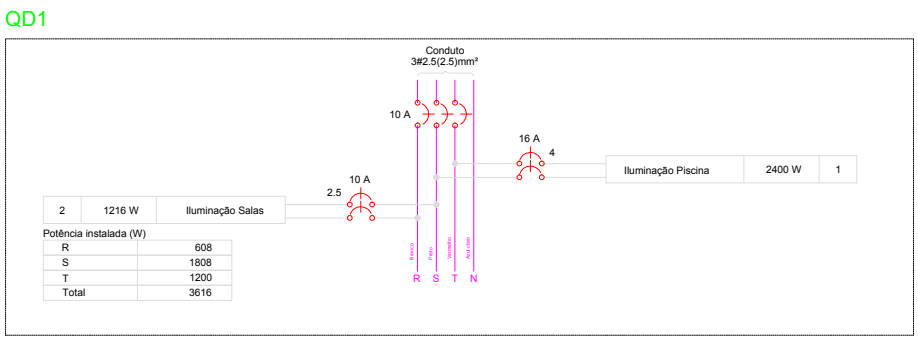 QD1
Conduto
3#2.5(2.5)mm²
10 A
16 A
4
Iluminação Piscina 2400 W 1
10 A
2.5
2 1216 W Iluminação Salas
Potência instalada (W)
R 608
S 1808
T 1200
Total 3616
Branco
Preto
Vermelho
Azul-claro
R S T N